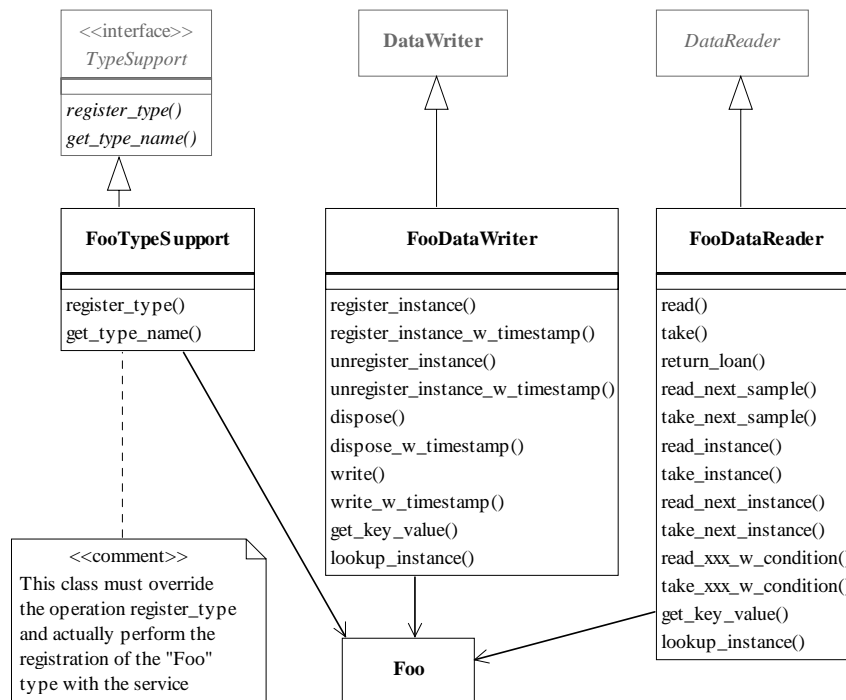 <<interface>>
TypeSupport
register_type()
get_type_name()
DataWriter
DataReader
FooTypeSupport
register_type()
get_type_name()
FooDataWriter
register_instance()
register_instance_w_timestamp()
unregister_instance()
unregister_instance_w_timestamp()
dispose()
dispose_w_timestamp()
write()
write_w_timestamp()
get_key_value()
lookup_instance()
FooDataReader
read()
take()
return_loan()
read_next_sample()
take_next_sample()
read_instance()
take_instance()
read_next_instance()
take_next_instance()
read_xxx_w_condition()
take_xxx_w_condition()
get_key_value()
lookup_instance()
<<comment>>
This class must override
the operation register_type
and actually perform the
registration of the "Foo"
type with the service
Foo